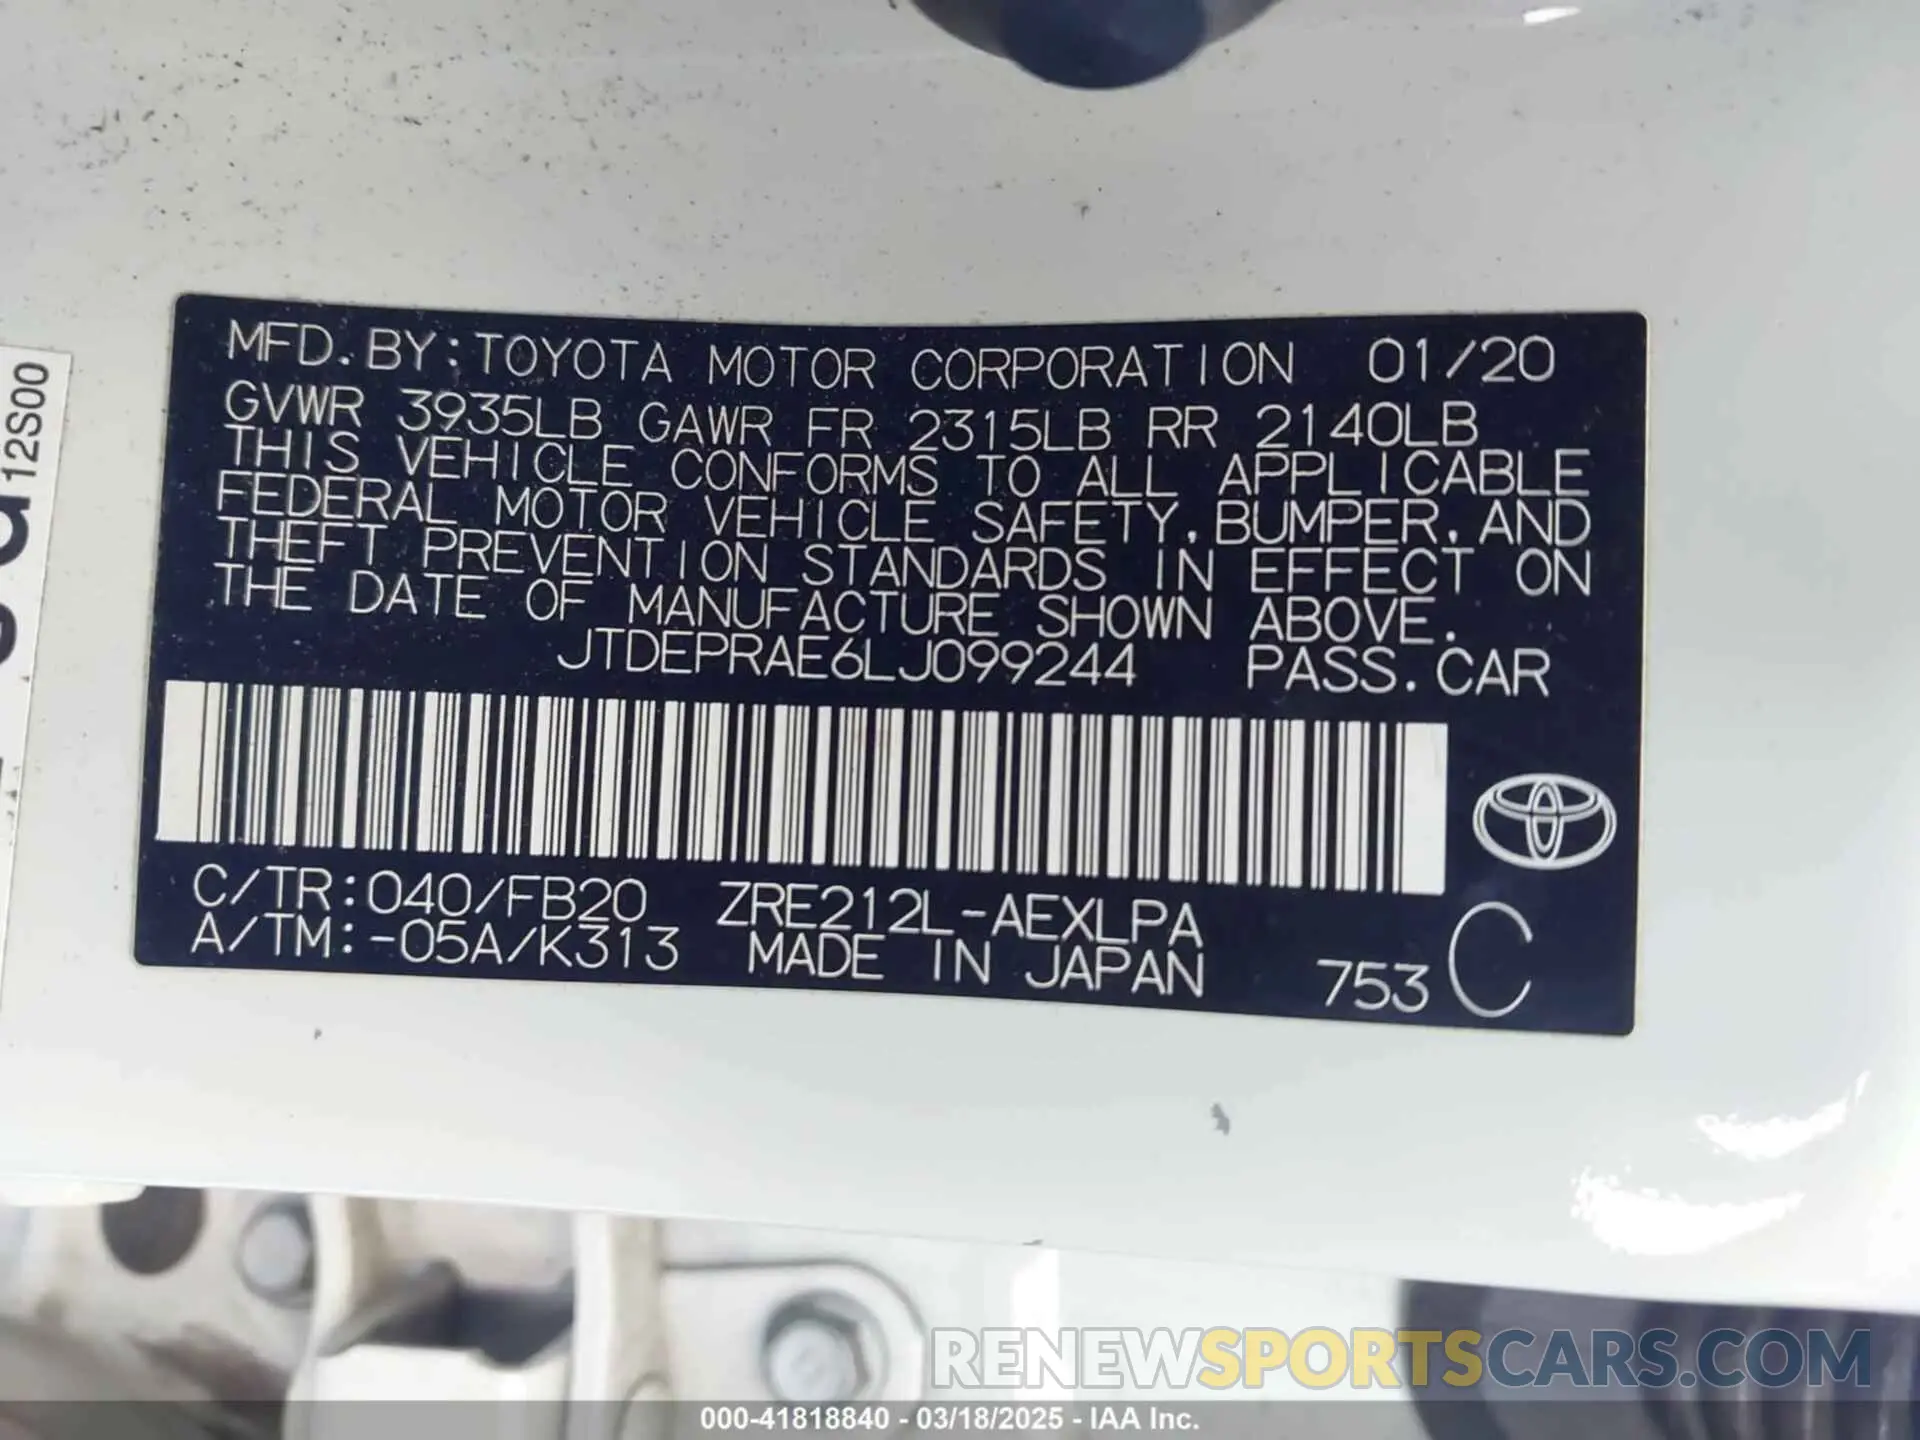 MFD. BY: TOYOTA MOTOR CORPORATION 01/20
GVWR 3935LB GAWR FR 2315LB RR 2140LB
THIS VEHICLE CONFORMS TO ALL APPLICABLE
FEDERAL MOTOR VEHICLE SAFETY, BUMPER, AND
THEFT PREVENTION STANDARDS IN EFFECT ON
THE DATE OF MANUFACTURE SHOWN ABOVE.
JTDEPRAE6LJ099244 PASS. CAR
C/TR: 040/FB20 ZRE212L-AEXLPA
A/TM: -05A/K313 MADE IN JAPAN 753 C
12S00
RENEWSPORTSCARS.COM
000-41818840 - 03/18/2025 - IAA Inc.